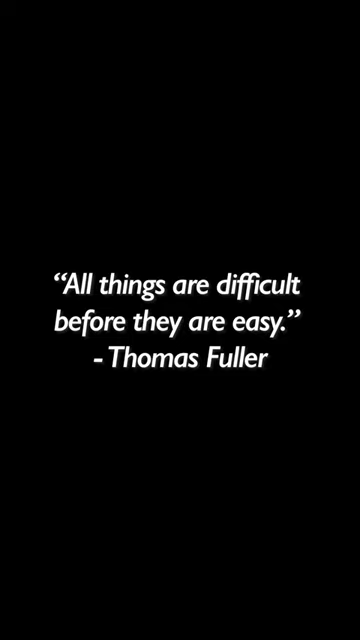 “All things are difficult
before they are easy.”
- Thomas Fuller